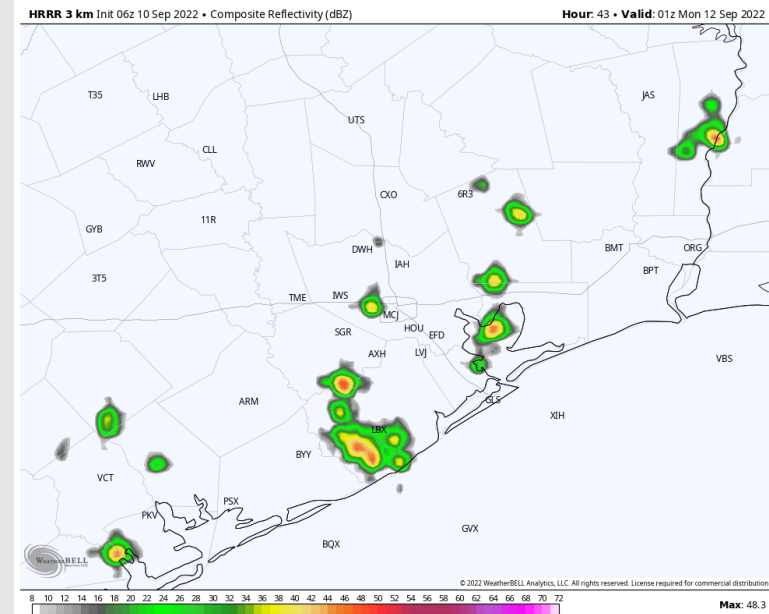 HRRR 3 km Init 06z 10 Sep 2022 • Composite Reflectivity (dBZ) Hour: 43 • Valid: 01z Mon 12 Sep 2022
T35 LHB JAS
UTS
CLL
RWV
CXO 6R3
11R
GYB
DWH BMT ORG
IAH BPT
3T5
TME IWS
MCJ
SGR HOU EFD
AXH LVJ VBS
ARM GLS
XIH
LBX
BYY
VCT
PSX
PKV
GVX
BQX
WeatherBELL
© 2022 WeatherBELL Analytics, LLC. All rights reserved. License required for commercial distribution
8 10 12 14 16 18 20 22 24 26 28 30 32 34 35 36 38 40 42 44 46 48 50 52 54 56 58 60 62 64 66 68 70 72
Max: 48.3